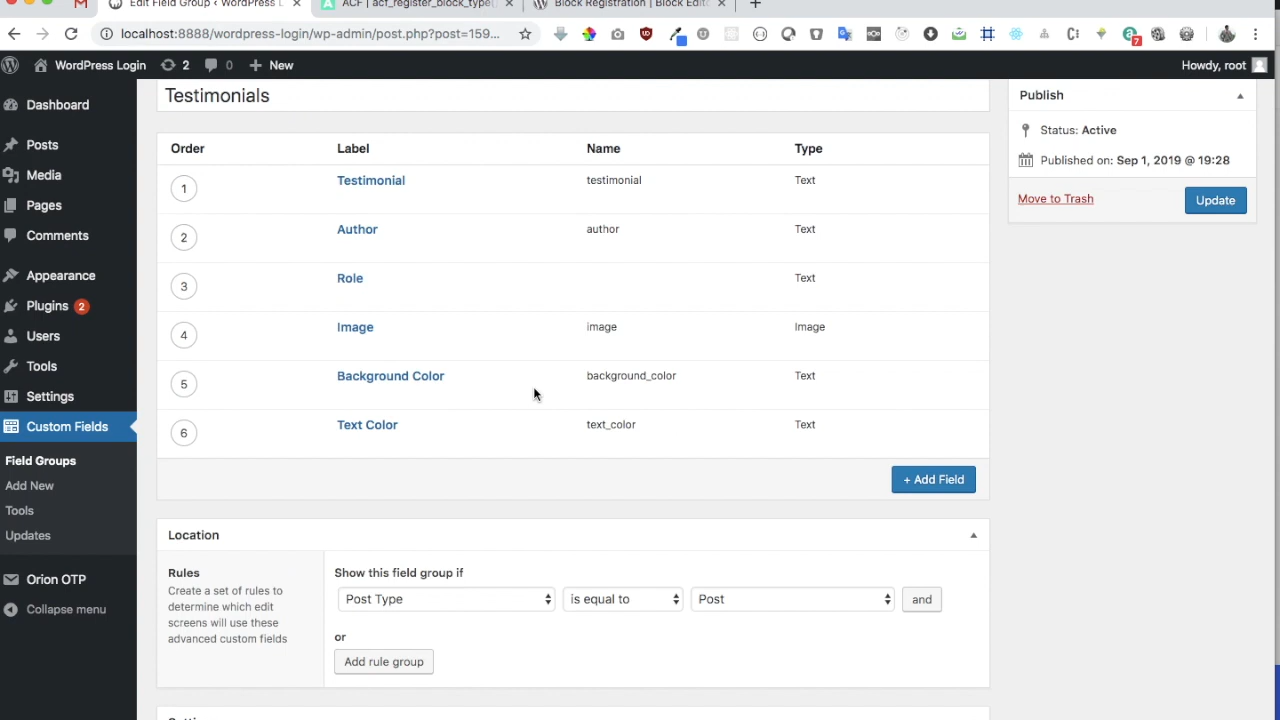 Edit Field Group ‹ WordPress L
ACF | acf_register_block_type()
Block Registration | Block Edito
localhost:8888/wordpress-login/wp-admin/post.php?post=159...
7
WordPress Login
2
0
New
Howdy, root
Dashboard
Posts
Media
Pages
Comments
Appearance
Plugins 2
Users
Tools
Settings
Custom Fields
Field Groups
Add New
Tools
Updates
Orion OTP
Collapse menu
Testimonials
Order Label Name Type
1 Testimonial testimonial Text
2 Author author Text
3 Role Text
4 Image image Image
5 Background Color background_color Text
6 Text Color text_color Text
+ Add Field
Location
Rules
Create a set of rules to
determine which edit
screens will use these
advanced custom fields
Show this field group if
Post Type is equal to Post and
or
Add rule group
Publish
Status: Active
Published on: Sep 1, 2019 @ 19:28
Move to Trash
Update